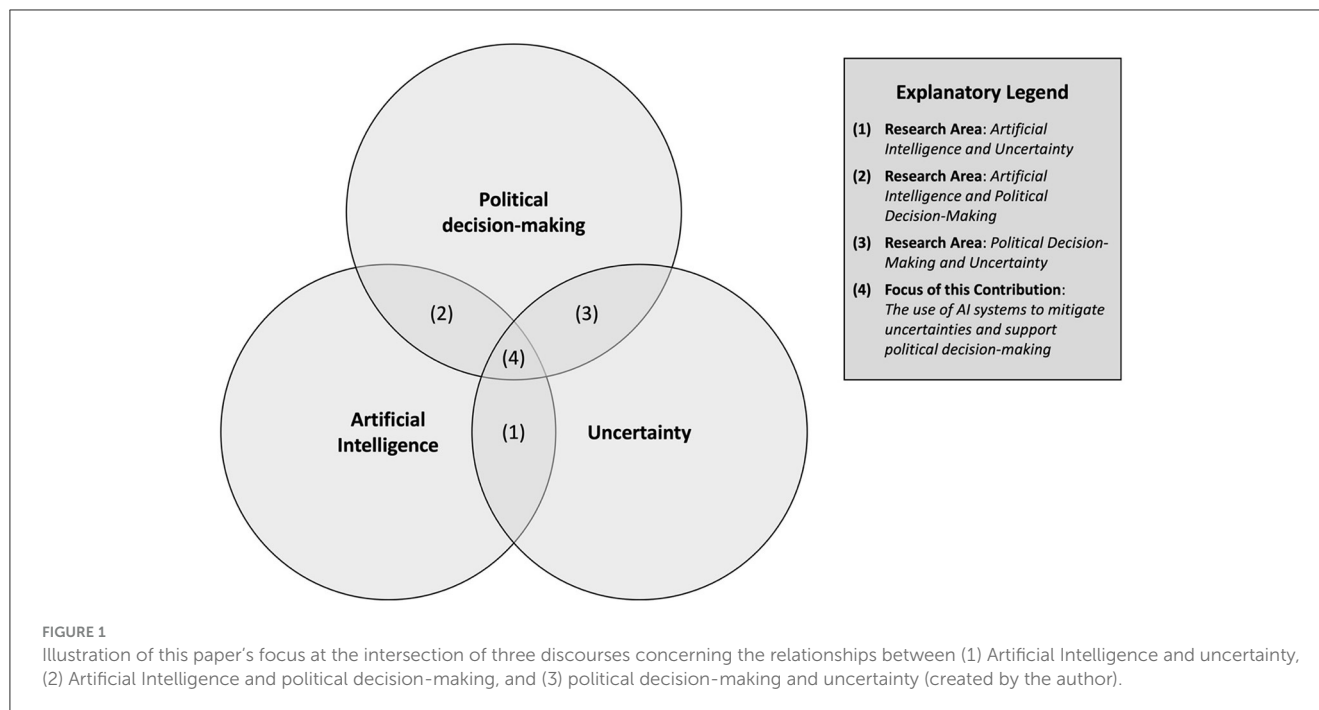 Political
decision-making
(2)
(3)
(4)
Artificial
Intelligence
(1)
Uncertainty
Explanatory Legend
(1) Research Area: Artificial
Intelligence and Uncertainty
(2) Research Area: Artificial
Intelligence and Political
Decision-Making
(3) Research Area: Political Decision-
Making and Uncertainty
(4) Focus of this Contribution:
The use of AI systems to mitigate
uncertainties and support
political decision-making
FIGURE 1
Illustration of this paper's focus at the intersection of three discourses concerning the relationships between (1) Artificial Intelligence and uncertainty,
(2) Artificial Intelligence and political decision-making, and (3) political decision-making and uncertainty (created by the author).